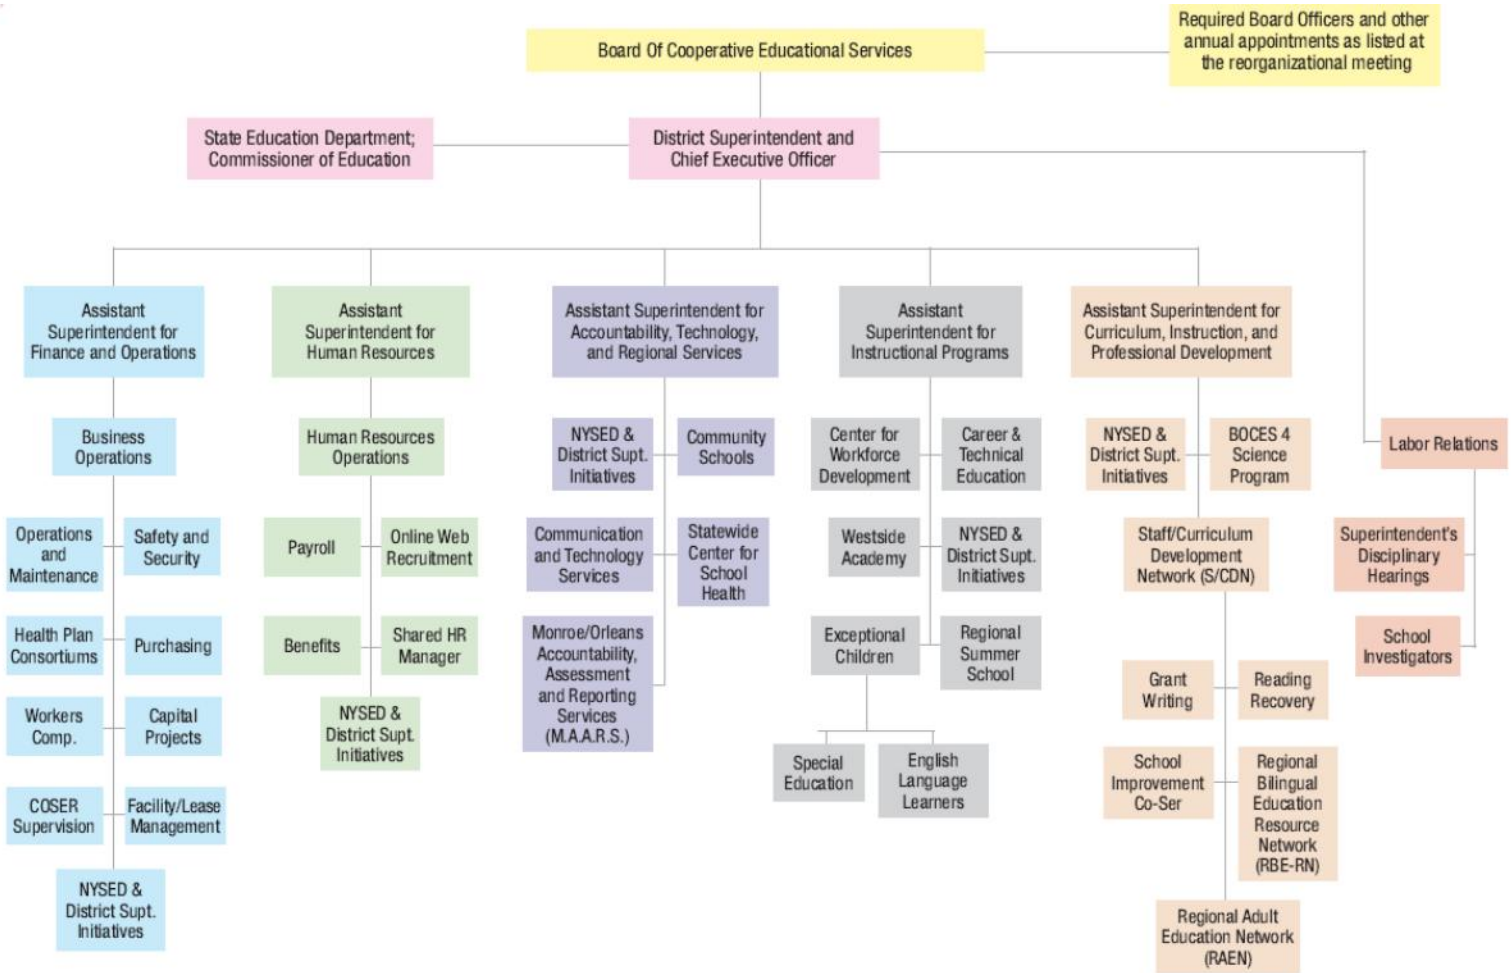 Board Of Cooperative Educational Services
Required Board Officers and other
annual appointments as listed at
the reorganizational meeting
State Education Department;
Commissioner of Education
District Superintendent and
Chief Executive Officer
Assistant
Superintendent for
Finance and Operations
Assistant
Superintendent for
Human Resources
Assistant Superintendent for
Accountability, Technology,
and Regional Services
Assistant
Superintendent for
Instructional Programs
Assistant Superintendent for
Curriculum, Instruction, and
Professional Development
Business
Operations
Operations
and
Maintenance
Safety and
Security
Health Plan
Consortiums
Purchasing
Workers
Comp.
Capital
Projects
COSER
Supervision
Facility/Lease
Management
NYSED &
District Supt.
Initiatives
Human Resources
Operations
Payroll
Online Web
Recruitment
Benefits
Shared HR
Manager
NYSED &
District Supt.
Initiatives
NYSED &
District Supt.
Initiatives
Community
Schools
Communication
and Technology
Services
Statewide
Center for
School
Health
Monroe/Orleans
Accountability,
Assessment
and Reporting
Services
(M.A.A.R.S.)
Center for
Workforce
Development
Career &
Technical
Education
Westside
Academy
NYSED &
District Supt.
Initiatives
Exceptional
Children
Regional
Summer
School
Special
Education
English
Language
Learners
NYSED &
District Supt.
Initiatives
BOCES 4
Science
Program
Staff/Curriculum
Development
Network (S/CDN)
Grant
Writing
Reading
Recovery
School
Improvement
Co-Ser
Regional
Bilingual
Education
Resource
Network
(RBE-RN)
Regional Adult
Education Network
(RAEN)
Labor Relations
Superintendent's
Disciplinary
Hearings
School
Investigators